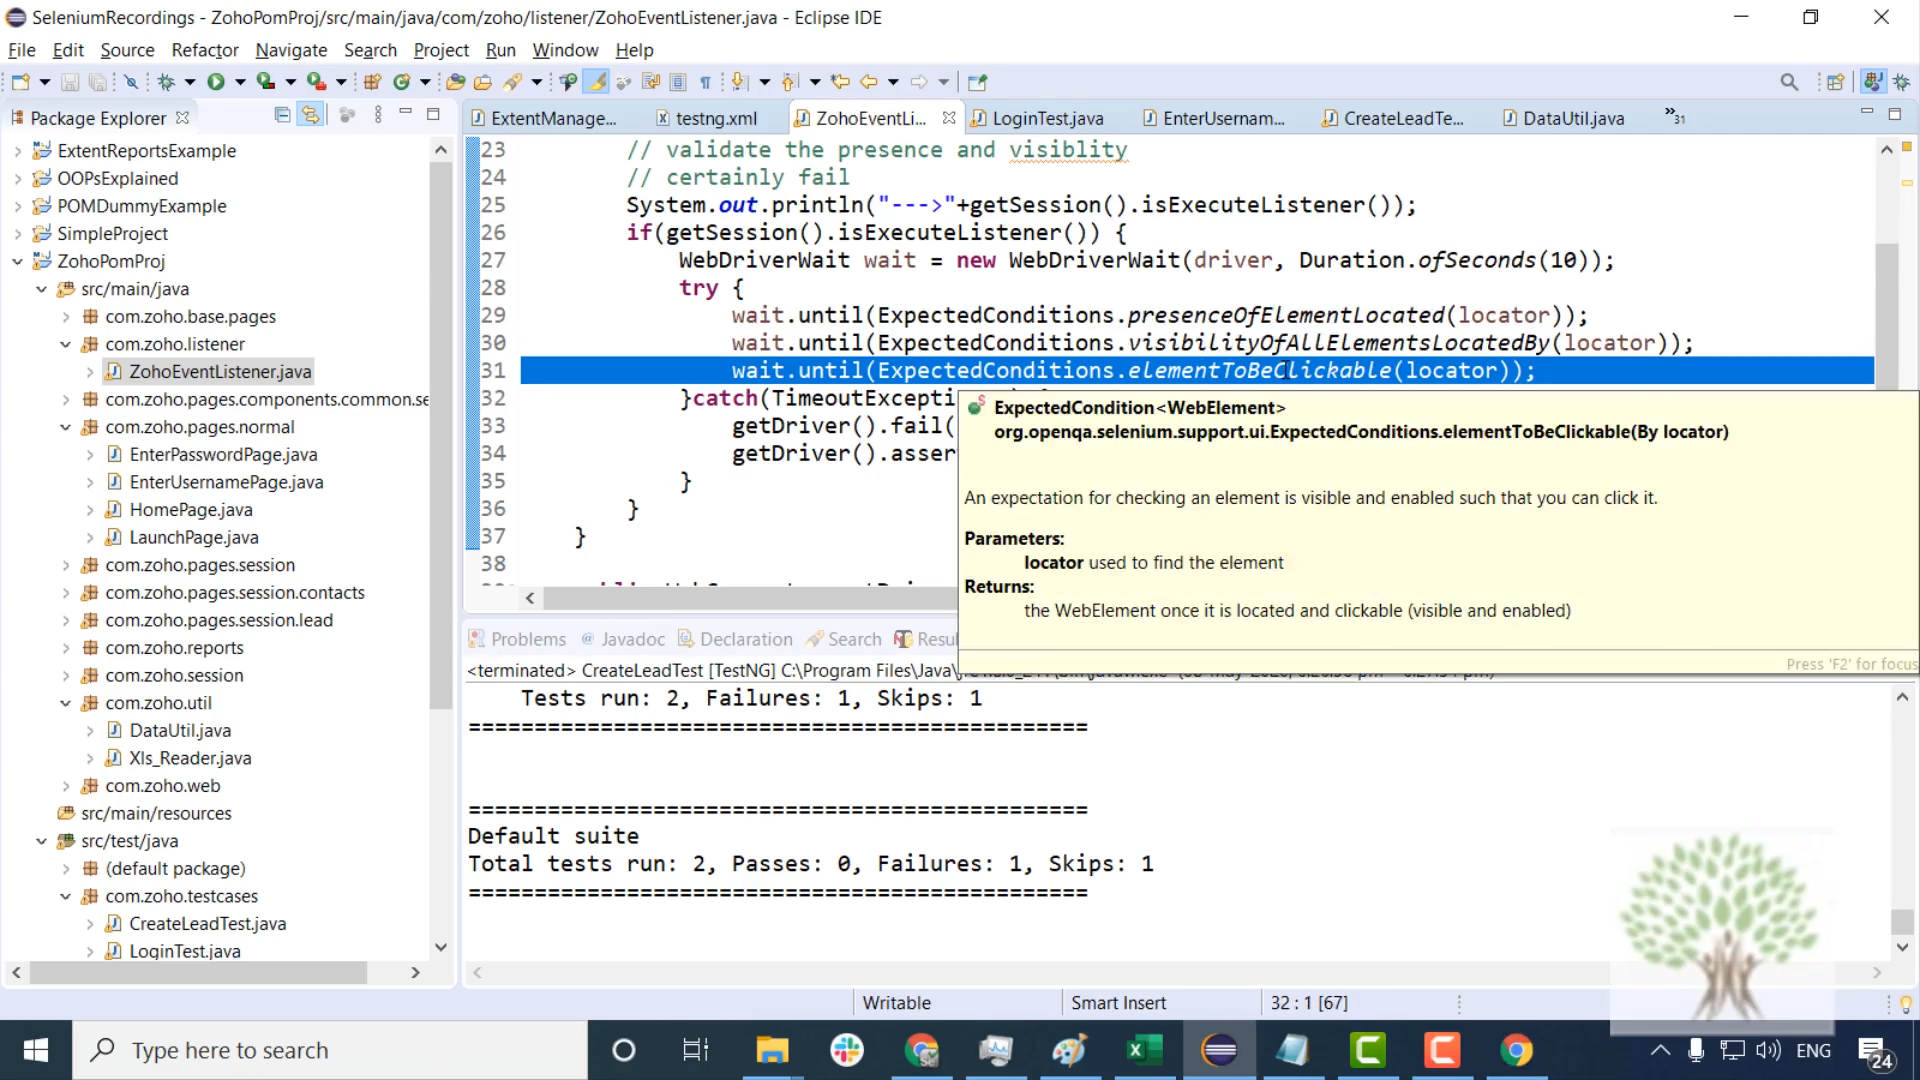 SeleniumRecordings - ZohoPomProj/src/main/java/com/zoho/listener/ZohoEventListener.java - Eclipse IDE
File Edit Source Refactor Navigate Search Project Run Window Help
Package Explorer
ExtentManage...
testng.xml
ZohoEventLi...
LoginTest.java
EnterUsernam...
CreateLeadTe...
DataUtil.java
»31
ExtentReportsExample
OOPsExplained
POMDummyExample
SimpleProject
ZohoPomProj
src/main/java
com.zoho.base.pages
com.zoho.listener
ZohoEventListener.java
com.zoho.pages.components.common.se
com.zoho.pages.normal
EnterPasswordPage.java
EnterUsernamePage.java
HomePage.java
LaunchPage.java
com.zoho.pages.session
com.zoho.pages.session.contacts
com.zoho.pages.session.lead
com.zoho.reports
com.zoho.session
com.zoho.util
DataUtil.java
Xls_Reader.java
com.zoho.web
src/main/resources
src/test/java
(default package)
com.zoho.testcases
CreateLeadTest.java
LoginTest.java
23 // validate the presence and visiblity
24 // certainly fail
25 System.out.println("--->"+getSession().isExecuteListener());
26 if(getSession().isExecuteListener()) {
27 WebDriverWait wait = new WebDriverWait(driver, Duration.ofSeconds(10));
28 try {
29 wait.until(ExpectedConditions.presenceOfElementLocated(locator));
30 wait.until(ExpectedConditions.visibilityOfAllElementsLocatedBy(locator));
31 wait.until(ExpectedConditions.elementToBeClickable(locator));
32 }catch(TimeoutExcepti
33 getDriver().fail(
34 getDriver().asser
35 }
36 }
37 }
38
ExpectedCondition<WebElement>
org.openqa.selenium.support.ui.ExpectedConditions.elementToBeClickable(By locator)
An expectation for checking an element is visible and enabled such that you can click it.
Parameters:
locator used to find the element
Returns:
the WebElement once it is located and clickable (visible and enabled)
Press 'F2' for focus
Problems @ Javadoc Declaration Search Resu
<terminated> CreateLeadTest [TestNG] C:\Program Files\Java\
Tests run: 2, Failures: 1, Skips: 1
===============================================
===============================================
Default suite
Total tests run: 2, Passes: 0, Failures: 1, Skips: 1
===============================================
Writable
Smart Insert
32 : 1 [67]
Type here to search
ENG
24